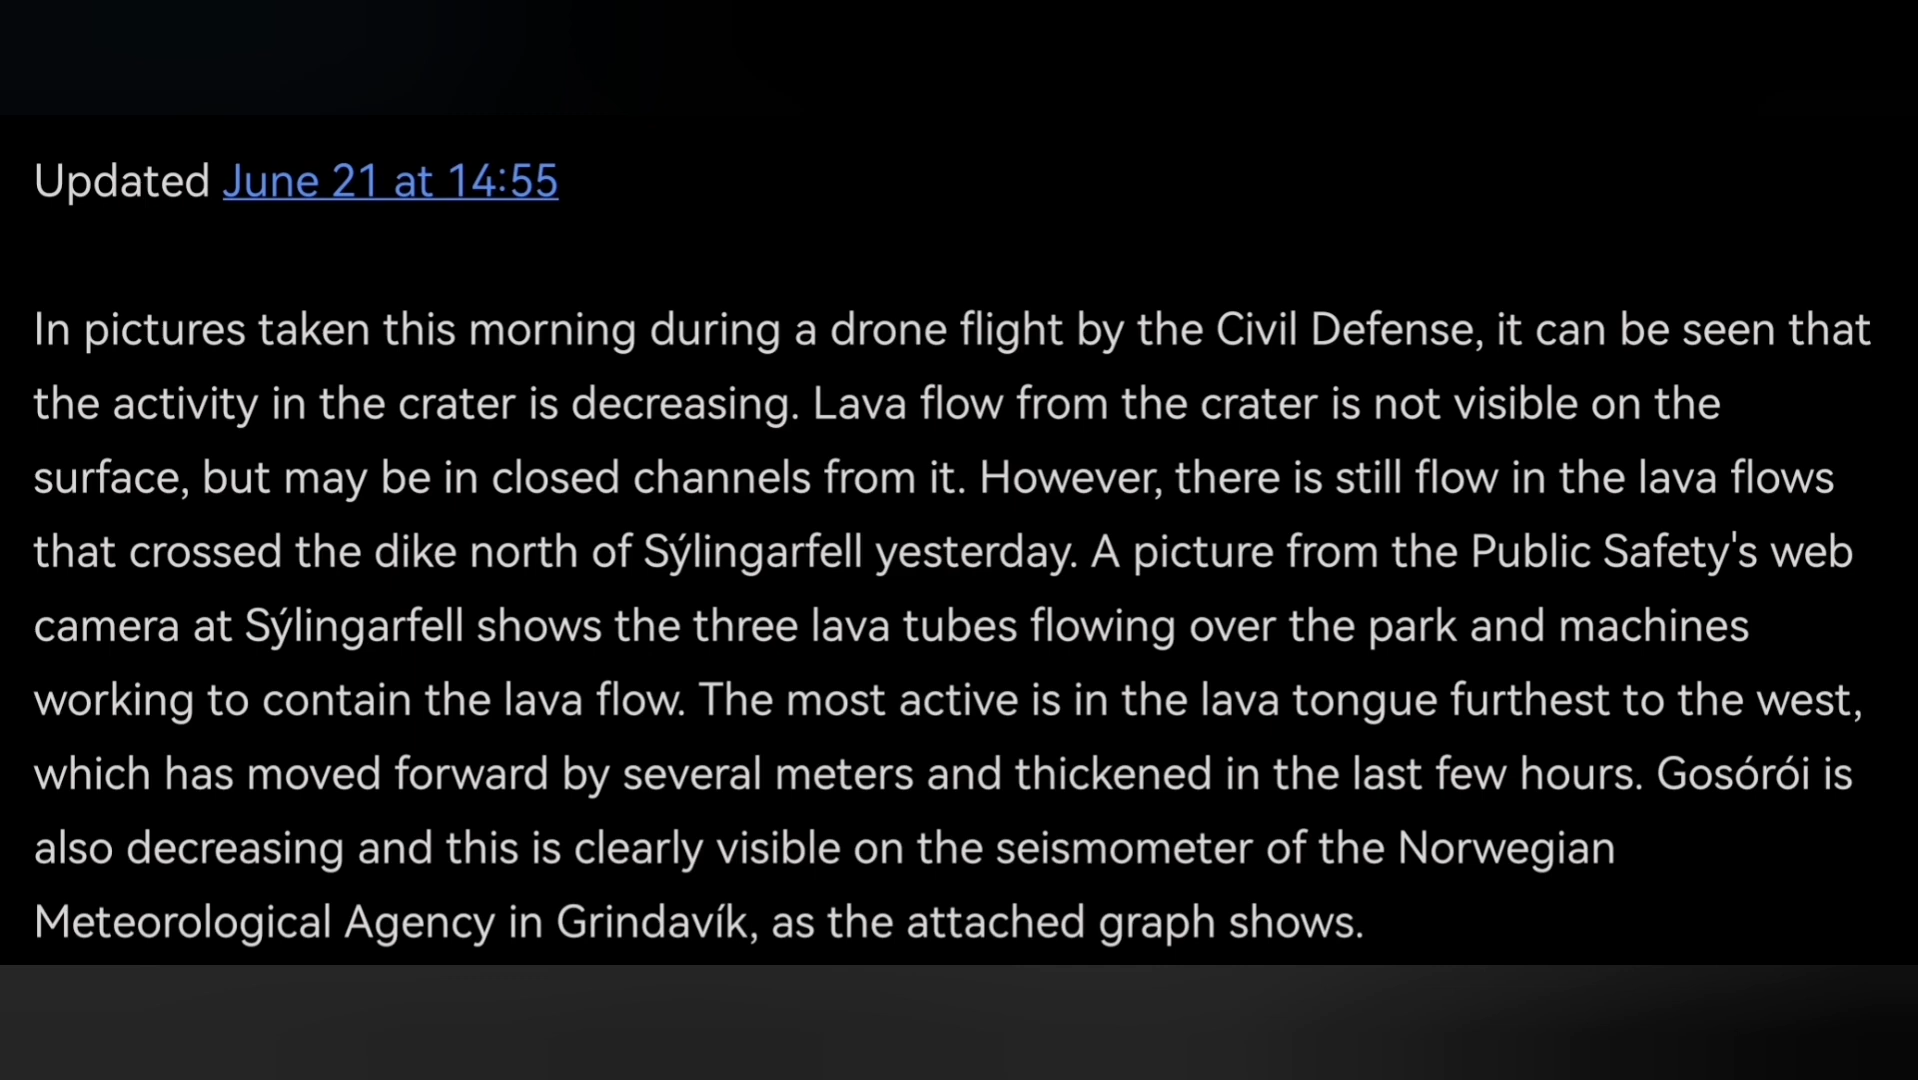 Updated June 21 at 14:55
In pictures taken this morning during a drone flight by the Civil Defense, it can be seen that
the activity in the crater is decreasing. Lava flow from the crater is not visible on the
surface, but may be in closed channels from it. However, there is still flow in the lava flows
that crossed the dike north of Sýlingarfell yesterday. A picture from the Public Safety's web
camera at Sýlingarfell shows the three lava tubes flowing over the park and machines
working to contain the lava flow. The most active is in the lava tongue furthest to the west,
which has moved forward by several meters and thickened in the last few hours. Gosórói is
also decreasing and this is clearly visible on the seismometer of the Norwegian
Meteorological Agency in Grindavík, as the attached graph shows.